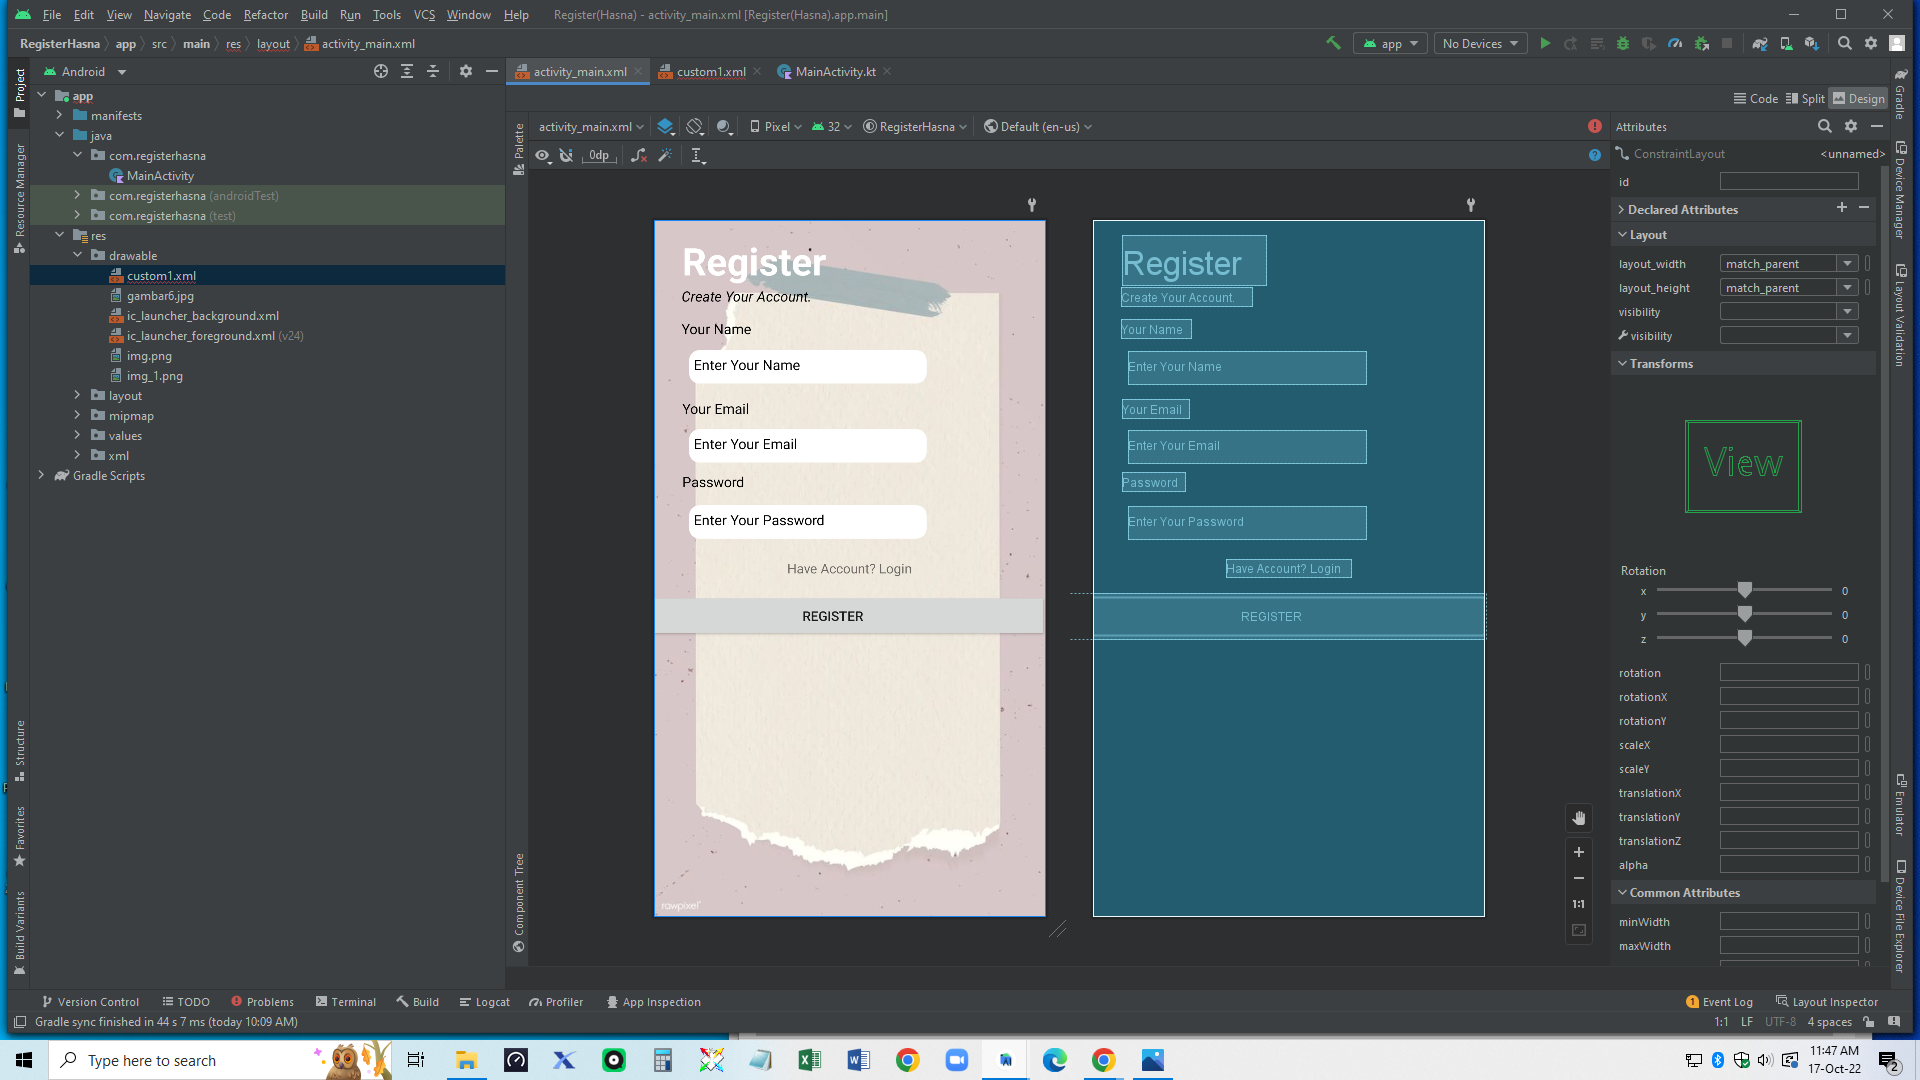 File Edit View Navigate Code Refactor Build Run Tools VCS Window Help Register(Hasna) - activity_main.xml [Register(Hasna).app.main]
RegisterHasna app src main res layout activity_main.xml app No Devices
Project Android activity_main.xml custom1.xml MainActivity.kt Gradle
app
manifests
java
com.registerhasna
MainActivity
com.registerhasna (androidTest)
com.registerhasna (test)
res
drawable
custom1.xml
gambar6.jpg
ic_launcher_background.xml
ic_launcher_foreground.xml (v24)
img.png
img_1.png
layout
mipmap
values
xml
Gradle Scripts
Resource Manager
Structure
Favorites
Build Variants
Code Split Design
Palette
activity_main.xml Pixel 32 RegisterHasna Default (en-us)
0dp
Component Tree
Register
Create Your Account.
Your Name
Enter Your Name
Your Email
Enter Your Email
Password
Enter Your Password
Have Account? Login
REGISTER
rawpixel
Register
Create Your Account.
Your Name
Enter Your Name
Your Email
Enter Your Email
Password
Enter Your Password
Have Account? Login
REGISTER
1:1
Attributes
ConstraintLayout <unnamed>
id
Declared Attributes
Layout
layout_width match_parent
layout_height match_parent
visibility
visibility
Transforms
View
Rotation
x 0
y 0
z 0
rotation
rotationX
rotationY
scaleX
scaleY
translationX
translationY
translationZ
alpha
Common Attributes
minWidth
maxWidth
Device Manager
Layout Validation
Emulator
Device File Explorer
Version Control TODO Problems Terminal Build Logcat Profiler App Inspection 1 Event Log Layout Inspector
Gradle sync finished in 44 s 7 ms (today 10:09 AM) 1:1 LF UTF-8 4 spaces
Type here to search
11:47 AM
17-Oct-22
2